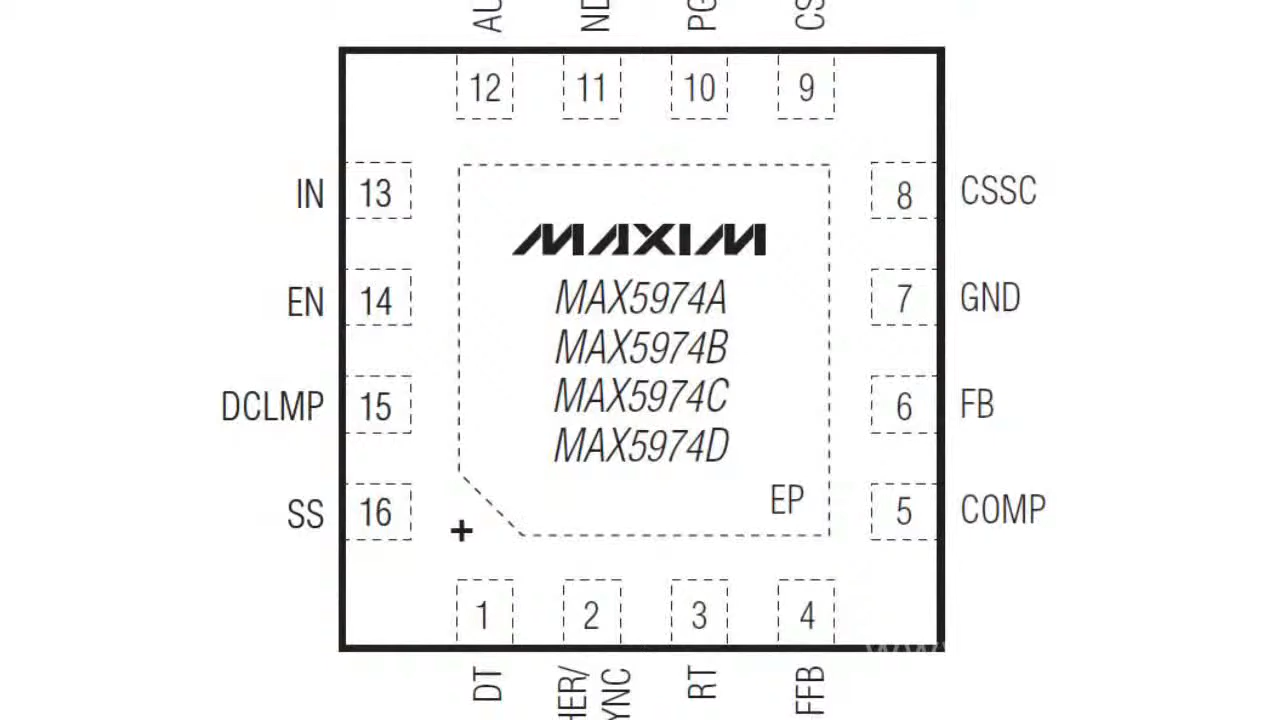 12 11 10 9
IN 13
EN 14
DCLMP 15
SS 16
MAXIM
MAX5974A
MAX5974B
MAX5974C
MAX5974D
EP
+
8 CSSC
7 GND
6 FB
5 COMP
1 2 3 4
DT
RT
FFB